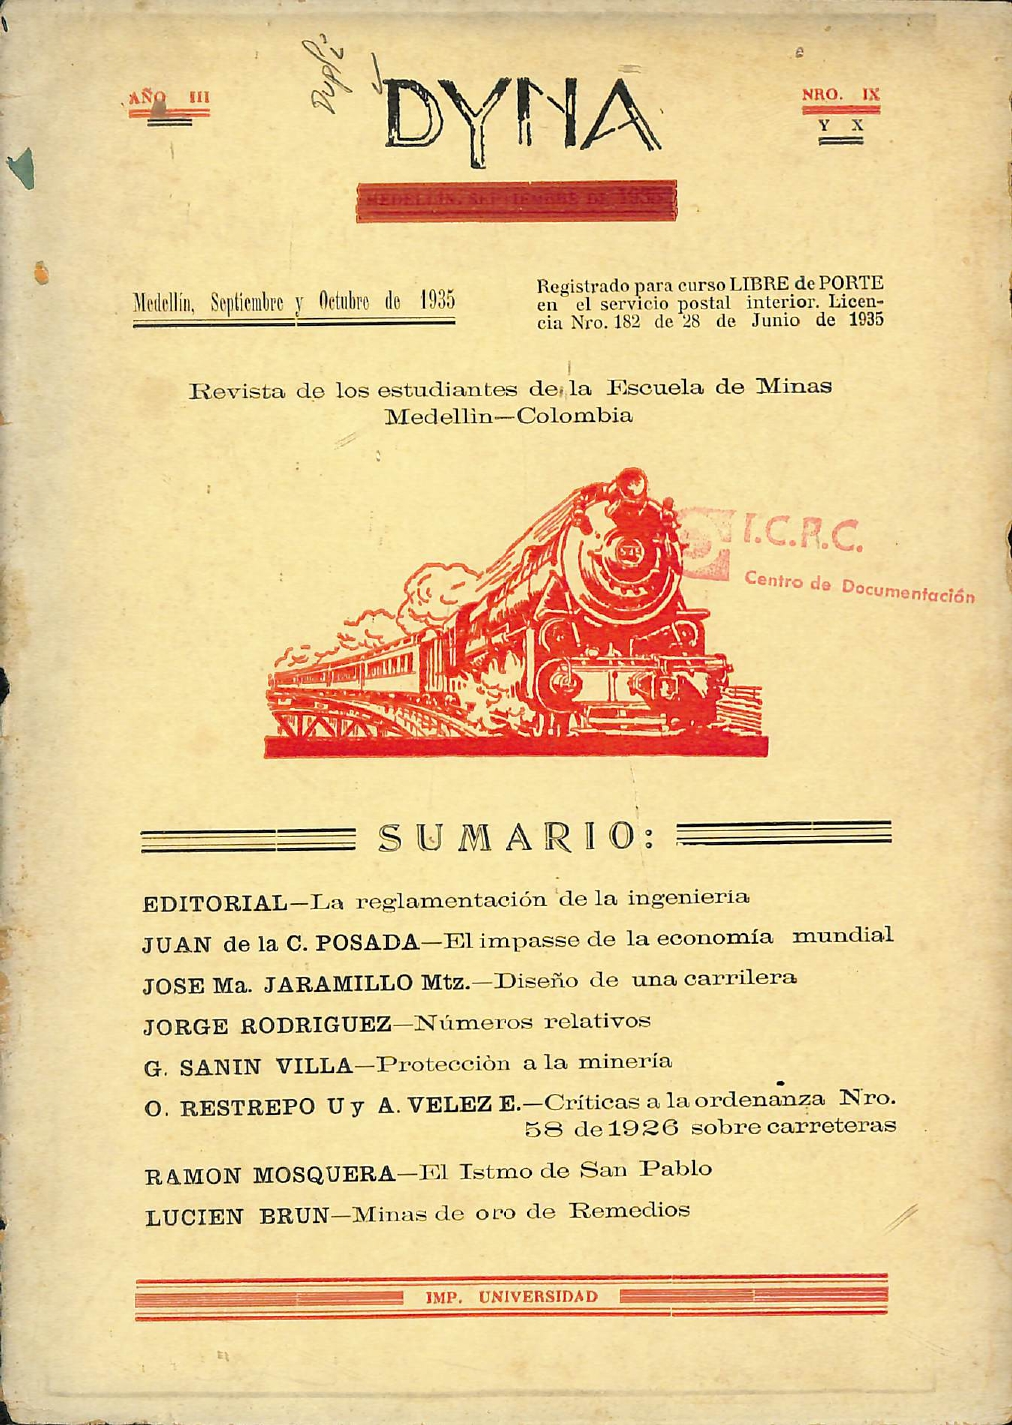 Dupli
DYNA
AÑO III
NRO. IX
Y X
MEDELLIN, SEPTIEMBRE DE 1935
Medellín, Septiembre y Octubre de 1935
Registrado para curso LIBRE de PORTE
en el servicio postal interior. Licen-
cia Nro. 182 de 28 de Junio de 1935
Revista de los estudiantes de la Escuela de Minas
Medellìn—Colombia
I.C.P.C.
Centro de Documentación
SUMARIO:
EDITORIAL—La reglamentación de la ingeniería
JUAN de la C. POSADA—El impasse de la economía mundial
JOSE Ma. JARAMILLO Mtz.—Diseño de una carrilera
JORGE RODRIGUEZ—Números relativos
G. SANIN VILLA—Protecciòn a la minería
O. RESTREPO U y A. VELEZ E.—Críticas a la ordenanza Nro.
58 de 1926 sobre carreteras
RAMON MOSQUERA—El Istmo de San Pablo
LUCIEN BRUN—Minas de oro de Remedios
IMP. UNIVERSIDAD